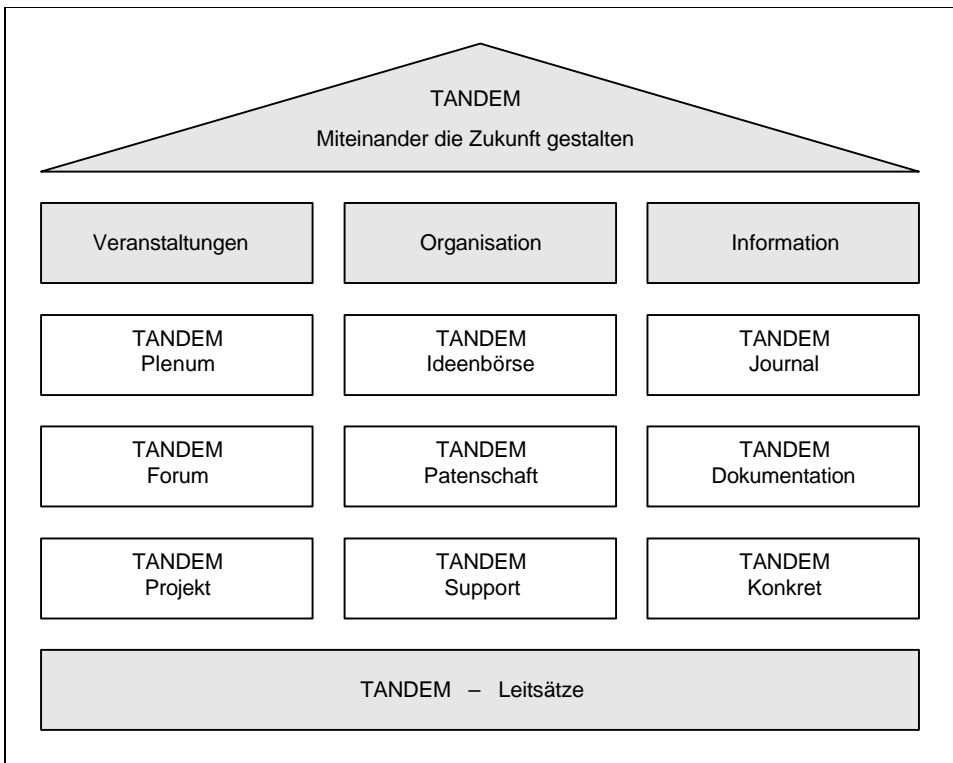 TANDEM
Miteinander die Zukunft gestalten
Veranstaltungen
Organisation
Information
TANDEM
Plenum
TANDEM
Ideenbörse
TANDEM
Journal
TANDEM
Forum
TANDEM
Patenschaft
TANDEM
Dokumentation
TANDEM
Projekt
TANDEM
Support
TANDEM
Konkret
TANDEM – Leitsätze